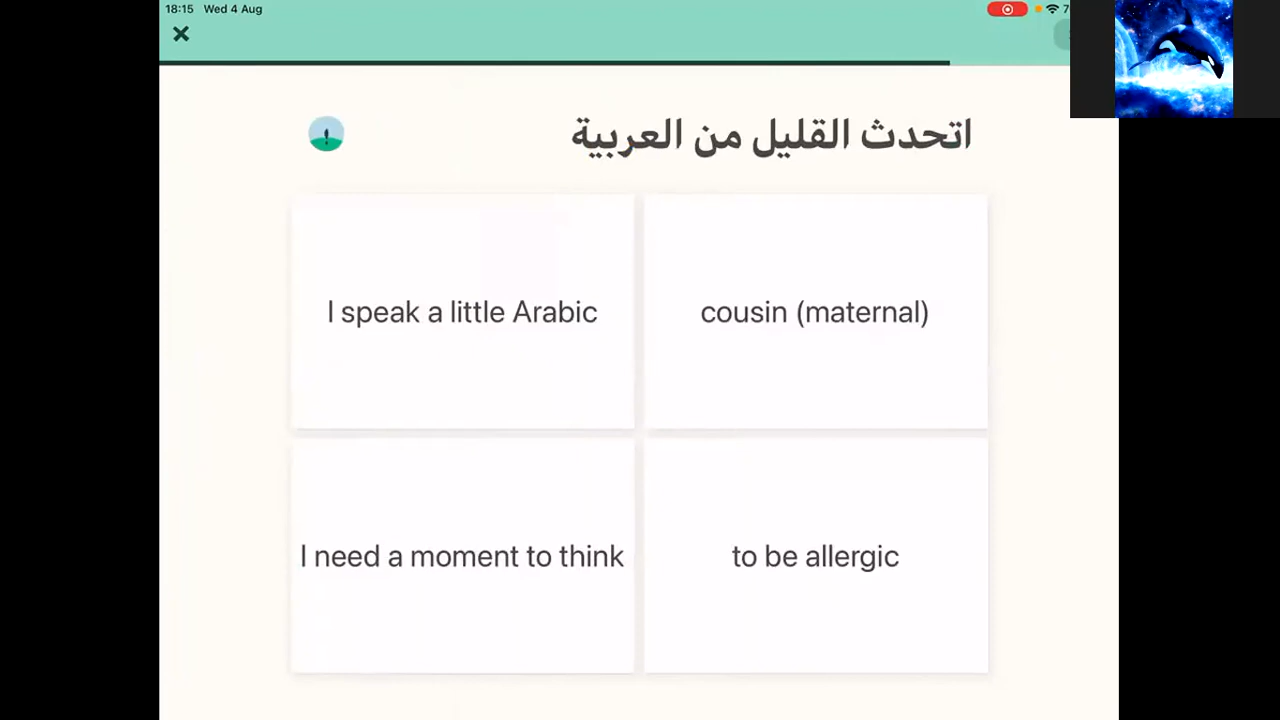 18:15 Wed 4 Aug
7
اتحدث القليل من العربية
I speak a little Arabic
cousin (maternal)
I need a moment to think
to be allergic